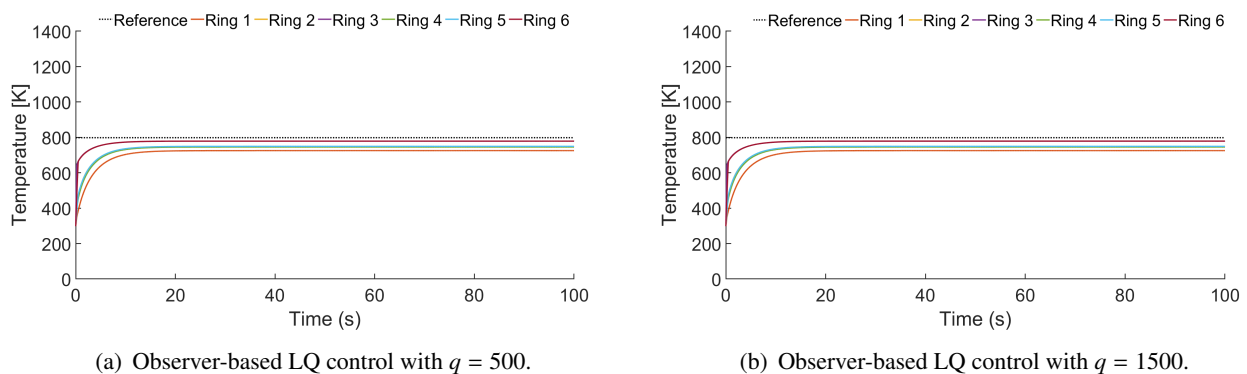 Reference Ring 1 Ring 2 Ring 3 Ring 4 Ring 5 Ring 6
1400
1200
1000
800
600
400
200
0
Temperature [K]
0 20 40 60 80 100
Time (s)
(a) Observer-based LQ control with q = 500.
Reference Ring 1 Ring 2 Ring 3 Ring 4 Ring 5 Ring 6
1400
1200
1000
800
600
400
200
0
Temperature [K]
0 20 40 60 80 100
Time (s)
(b) Observer-based LQ control with q = 1500.